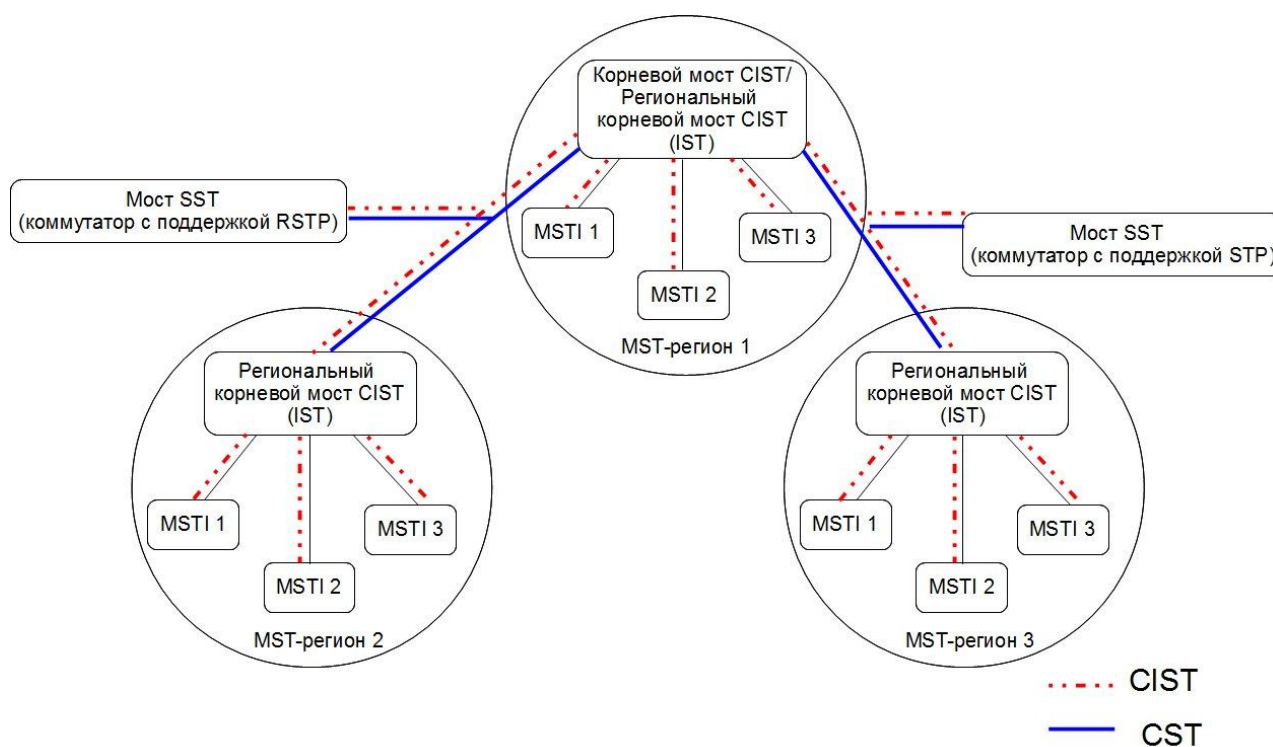 Корневой мост CIST/
Региональный
корневой мост CIST
(IST)
Мост SST
(коммутатор с поддержкой RSTP)
MSTI 1
MSTI 2
MSTI 3
MST-регион 1
Мост SST
(коммутатор с поддержкой STP)
Региональный
корневой мост CIST
(IST)
MSTI 1
MSTI 2
MSTI 3
MST-регион 2
Региональный
корневой мост CIST
(IST)
MSTI 1
MSTI 2
MSTI 3
MST-регион 3
CIST
CST